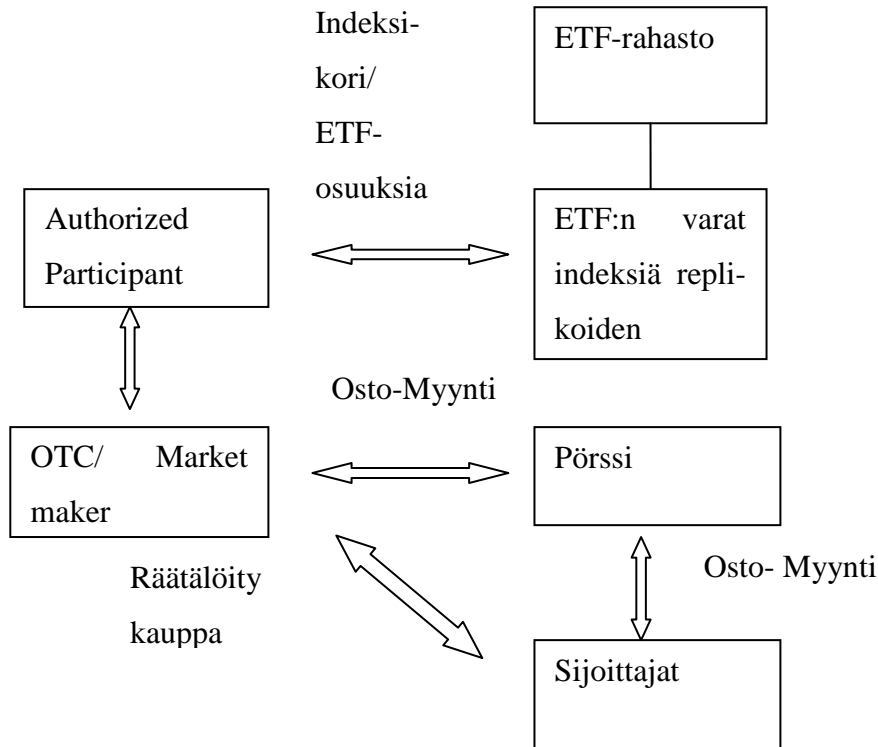 Indeksi-
kori/
ETF-
osuuksia
ETF-rahasto
Authorized
Participant
ETF:n varat
indeksiä repli-
koiden
Osto-Myynti
OTC/ Market
maker
Pörssi
Räätälöity
kauppa
Osto- Myynti
Sijoittajat